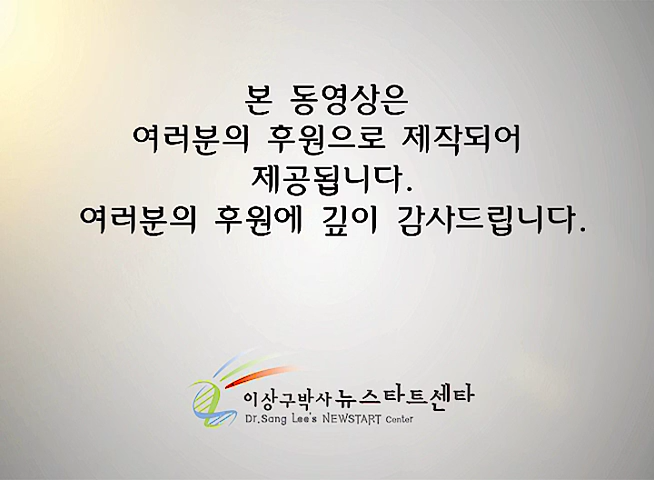 본 동영상은
여러분의 후원으로 제작되어
제공됩니다.
여러분의 후원에 깊이 감사드립니다.
이상구박사 뉴스타트센타
Dr.Sang Lee's NEWSTART Center